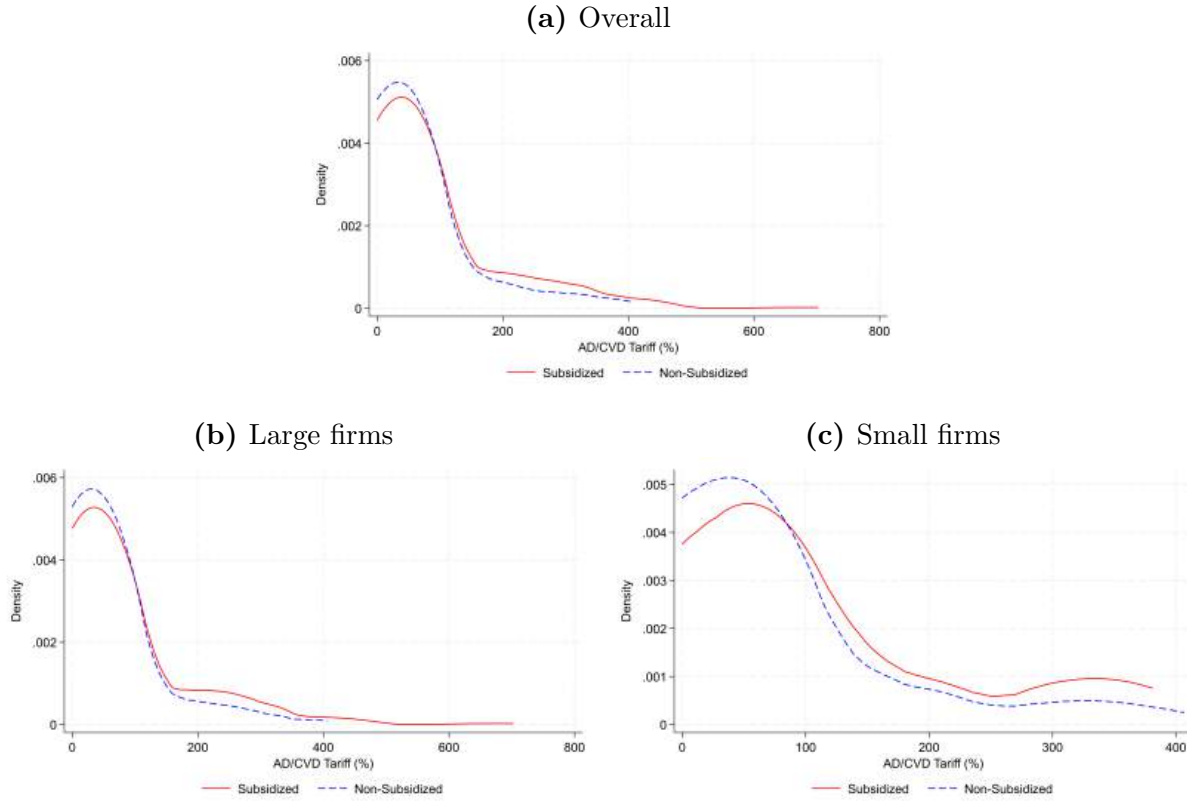 (a) Overall
.006
.004
.002
0
Density
0 200 400 600 800
AD/CVD Tariff (%)
Subsidized Non-Subsidized
(b) Large firms
.006
.004
.002
0
Density
0 200 400 600 800
AD/CVD Tariff (%)
Subsidized Non-Subsidized
(c) Small firms
.005
.004
.003
.002
.001
0
Density
0 100 200 300 400
AD/CVD Tariff (%)
Subsidized Non-Subsidized